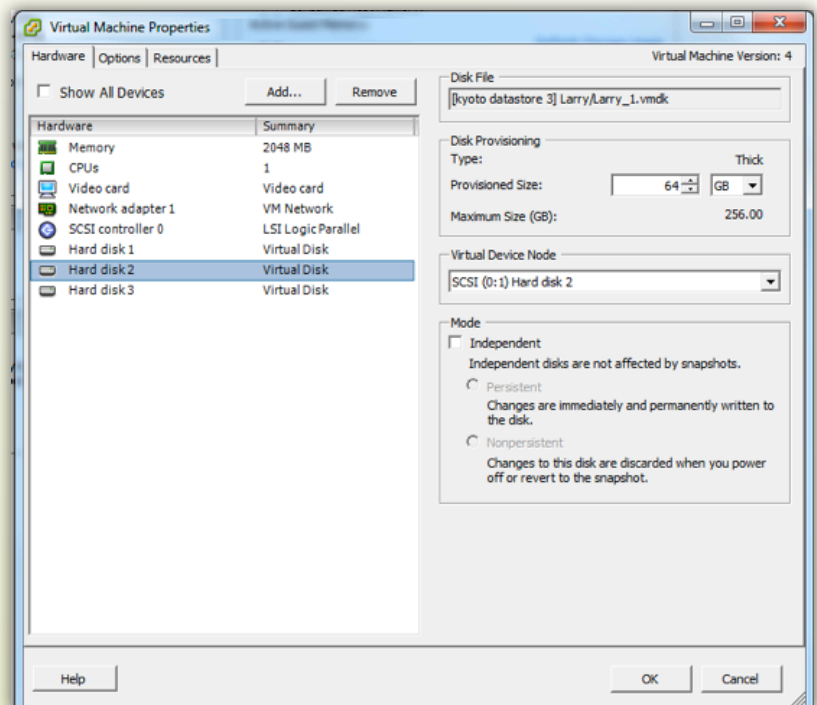 Virtual Machine Properties
Hardware Options Resources
Virtual Machine Version: 4
Show All Devices Add... Remove
Hardware Summary
Memory 2048 MB
CPUs 1
Video card Video card
Network adapter 1 VM Network
SCSI controller 0 LSI Logic Parallel
Hard disk 1 Virtual Disk
Hard disk 2 Virtual Disk
Hard disk 3 Virtual Disk
Disk File
[kyoto datastore 3] Larry/Larry_1.vmdk
Disk Provisioning
Type: Thick
Provisioned Size: 64 GB
Maximum Size (GB): 256.00
Virtual Device Node
SCSI (0:1) Hard disk 2
Mode
Independent
Independent disks are not affected by snapshots.
Persistent
Changes are immediately and permanently written to
the disk.
Nonpersistent
Changes to this disk are discarded when you power
off or revert to the snapshot.
Help OK Cancel